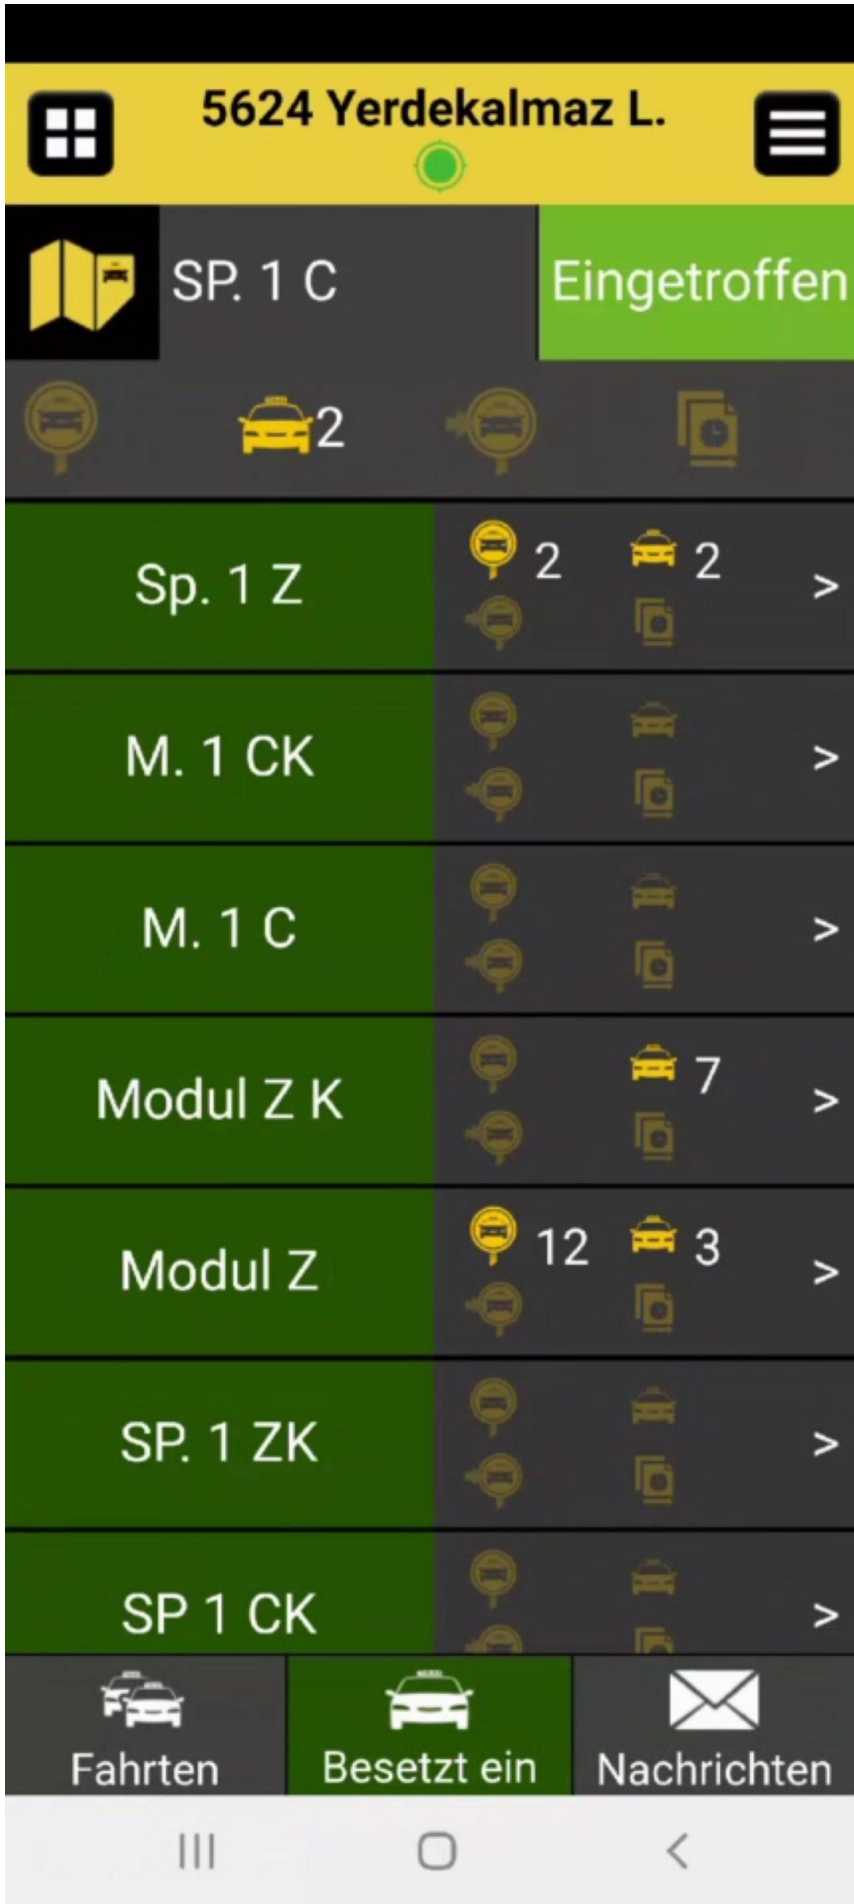 5624 Yerdekalmaz L.
SP. 1 C
Eingetroffen
2
Sp. 1 Z
2
2
>
M. 1 CK
>
M. 1 C
>
Modul Z K
7
>
Modul Z
12
3
>
SP. 1 ZK
>
SP 1 CK
>
Fahrten
Besetzt ein
Nachrichten